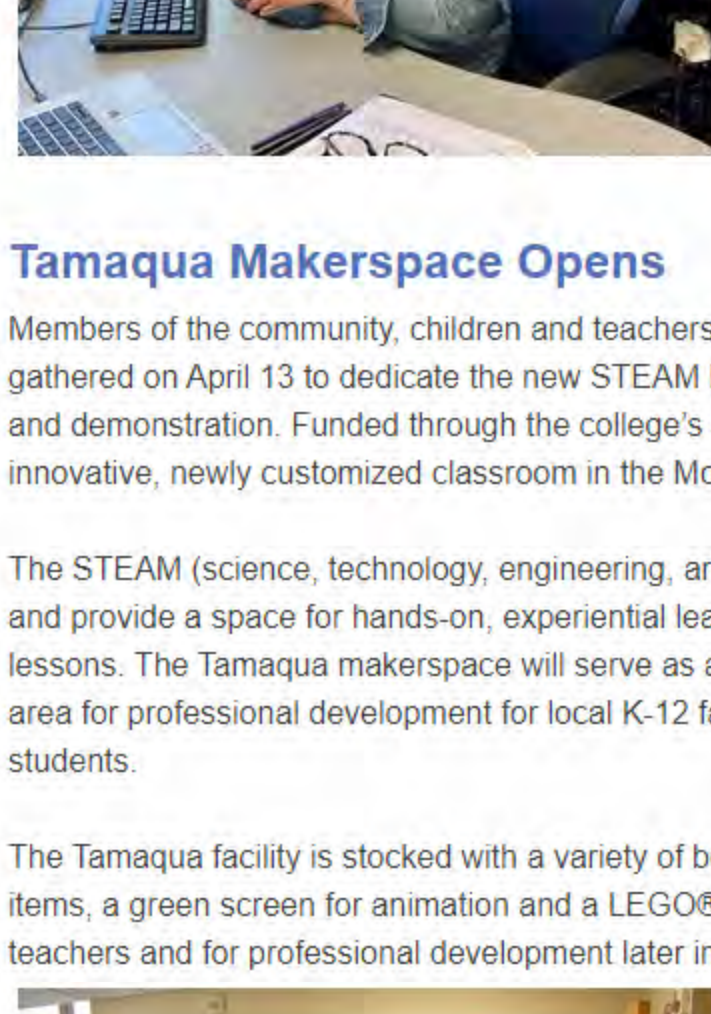 Tamaqua Makerspace Opens
Members of the community, children and teachers
gathered on April 13 to dedicate the new STEAM
and demonstration. Funded through the college's
innovative, newly customized classroom in the
The STEAM (science, technology, engineering,
and provide a space for hands-on, experiential
lessons. The Tamaqua makerspace will serve as
area for professional development for local K-12
students.
The Tamaqua facility is stocked with a variety of
items, a green screen for animation and a LEGO®
teachers and for professional development later